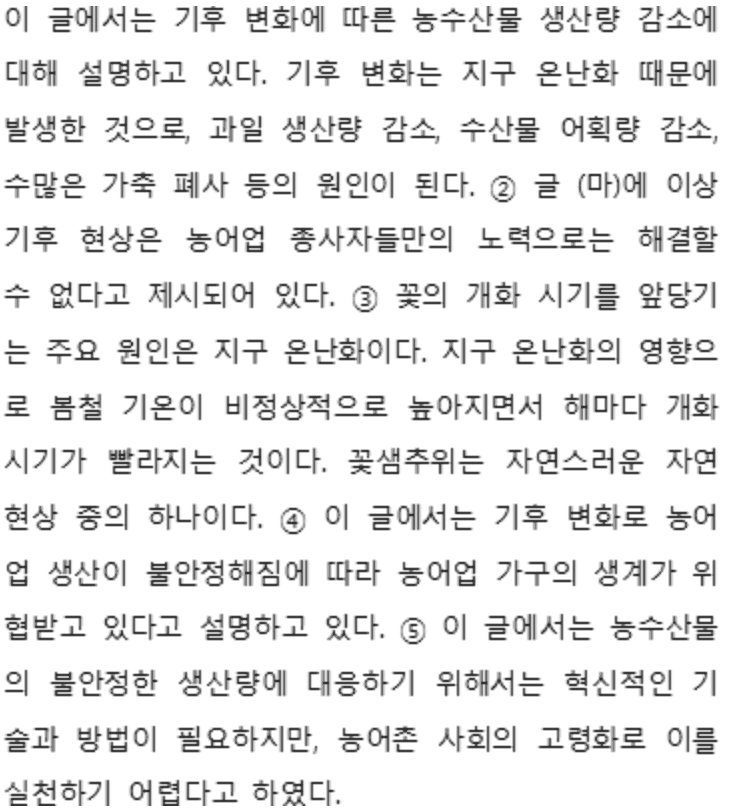 이 글에서는 기후 변화에 따른 농수산물 생산량 감소에
대해 설명하고 있다. 기후 변화는 지구 온난화 때문에
발생한 것으로, 과일 생산량 감소, 수산물 어획량 감소,
수많은 가축 폐사 등의 원인이 된다. ② 글 (마)에 이상
기후 현상은 농어업 종사자들만의 노력으로는 해결할
수 없다고 제시되어 있다. ③ 꽃의 개화 시기를 앞당기
는 주요 원인은 지구 온난화이다. 지구 온난화의 영향으
로 봄철 기온이 비정상적으로 높아지면서 해마다 개화
시기가 빨라지는 것이다. 꽃샘추위는 자연스러운 자연
현상 중의 하나이다. ④ 이 글에서는 기후 변화로 농어
업 생산이 불안정해짐에 따라 농어업 가구의 생계가 위
협받고 있다고 설명하고 있다. ⑤ 이 글에서는 농수산물
의 불안정한 생산량에 대응하기 위해서는 혁신적인 기
술과 방법이 필요하지만, 농어촌 사회의 고령화로 이를
실천하기 어렵다고 하였다.